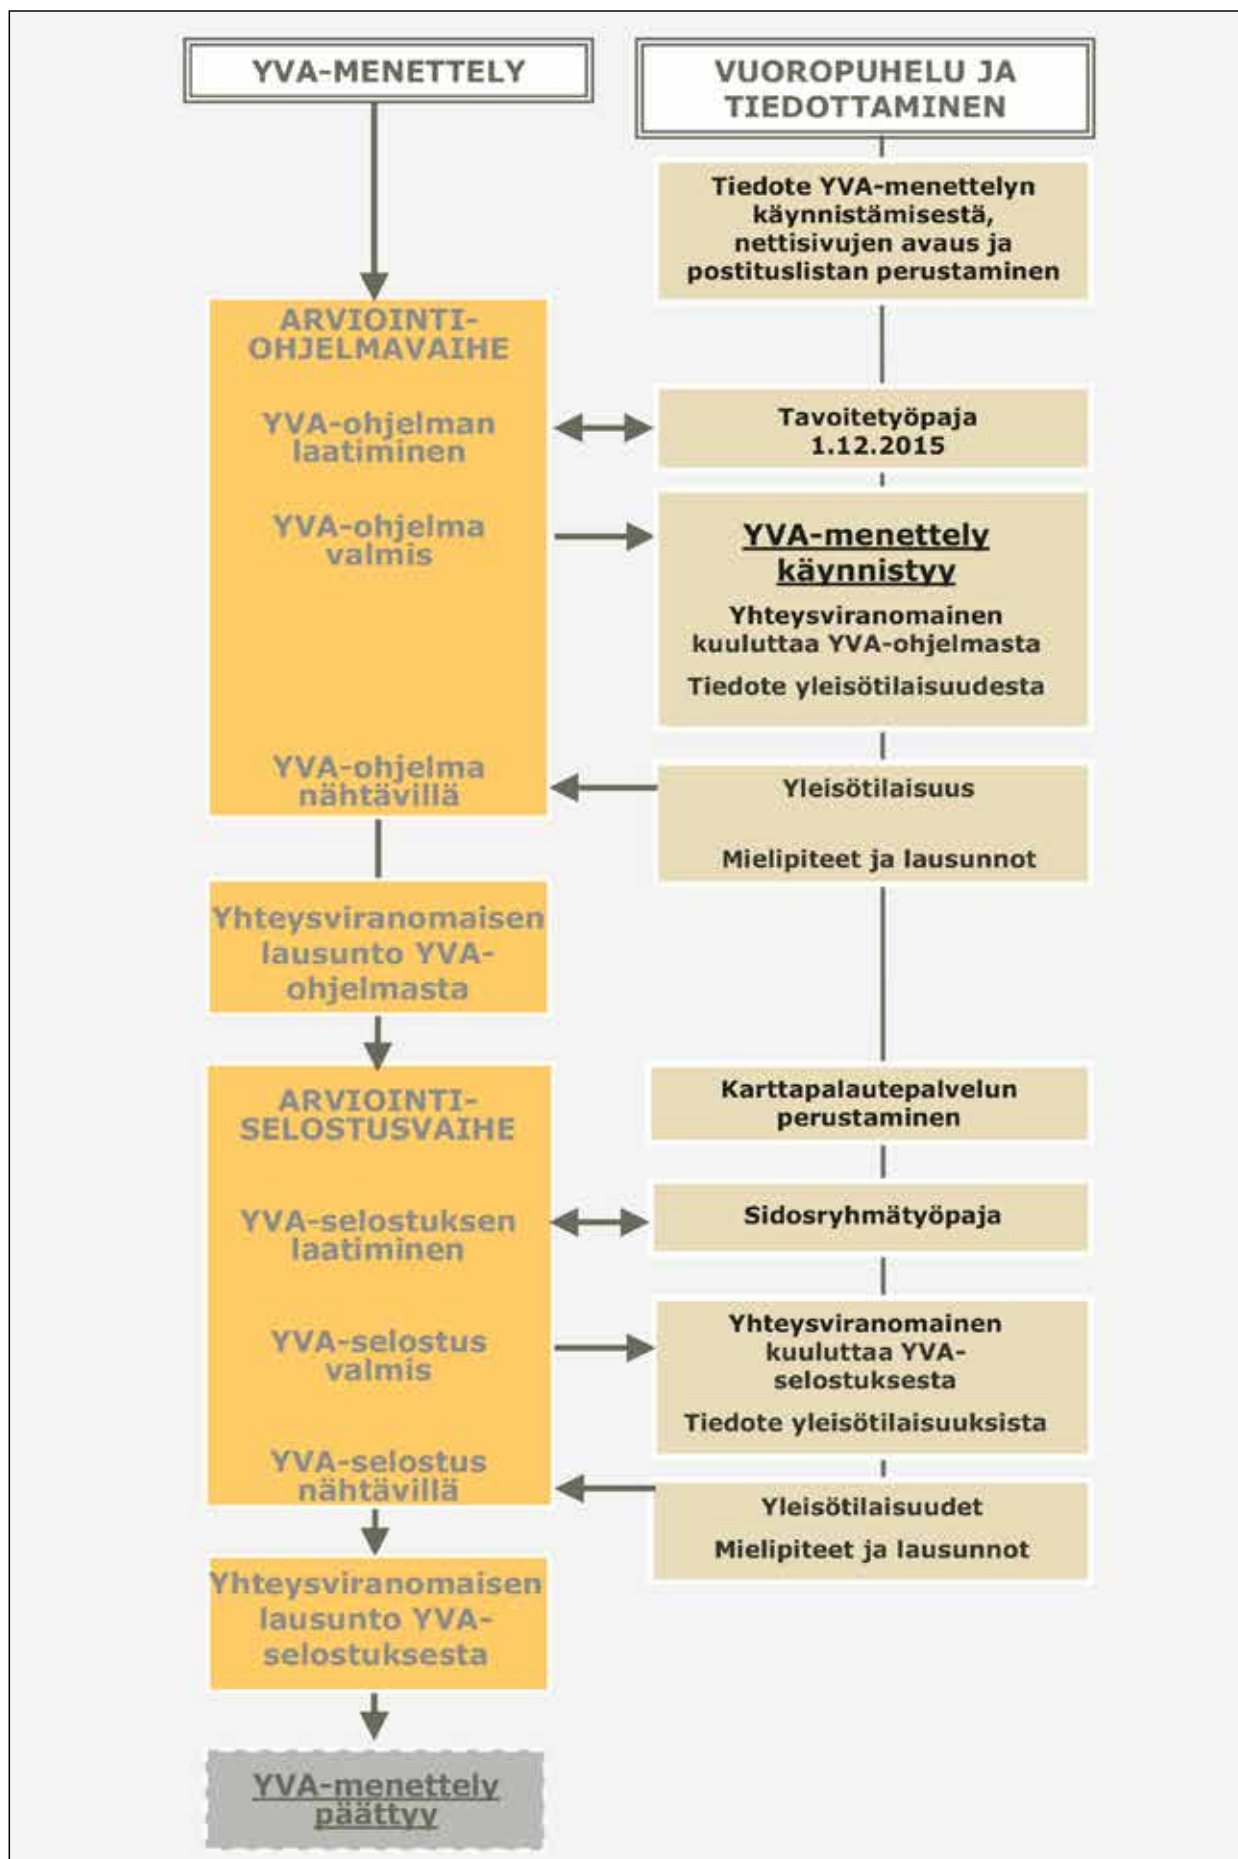 YVA-MENETTELY
VUOROPUHELU JA
TIEDOTTAMINEN
Tiedote YVA-menettelyn
käynnistämisestä,
nettisivujen avaus ja
postituslistan perustaminen
ARVIOINTI-
OHJELMAVAIHE
YVA-ohjelman
laatiminen
Tavoitetyöpaja
1.12.2015
YVA-ohjelma
valmis
YVA-menettely
käynnistyy
Yhteysviranomainen
kuuluttaa YVA-ohjelmasta
Tiedote yleisötilaisuudesta
YVA-ohjelma
nähtävillä
Yleisötilaisuus
Mielipiteet ja lausunnot
Yhteysviranomaisen
lausunto YVA-
ohjelmasta
ARVIOINTI-
SELOSTUSVAIHE
Karttapalautepalvelun
perustaminen
YVA-selostuksen
laatiminen
Sidosryhmätyöpaja
YVA-selostus
valmis
Yhteysviranomainen
kuuluttaa YVA-
selostuksesta
Tiedote yleisötilaisuuksista
YVA-selostus
nähtävillä
Yleisötilaisuudet
Mielipiteet ja lausunnot
Yhteysviranomaisen
lausunto YVA-
selostuksesta
YVA-menettely
päättyy